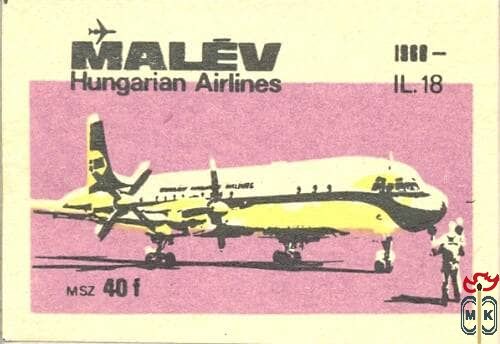 MALÉV
Hungarian Airlines
1960 —
IL.18
MSZ 40 f
M K